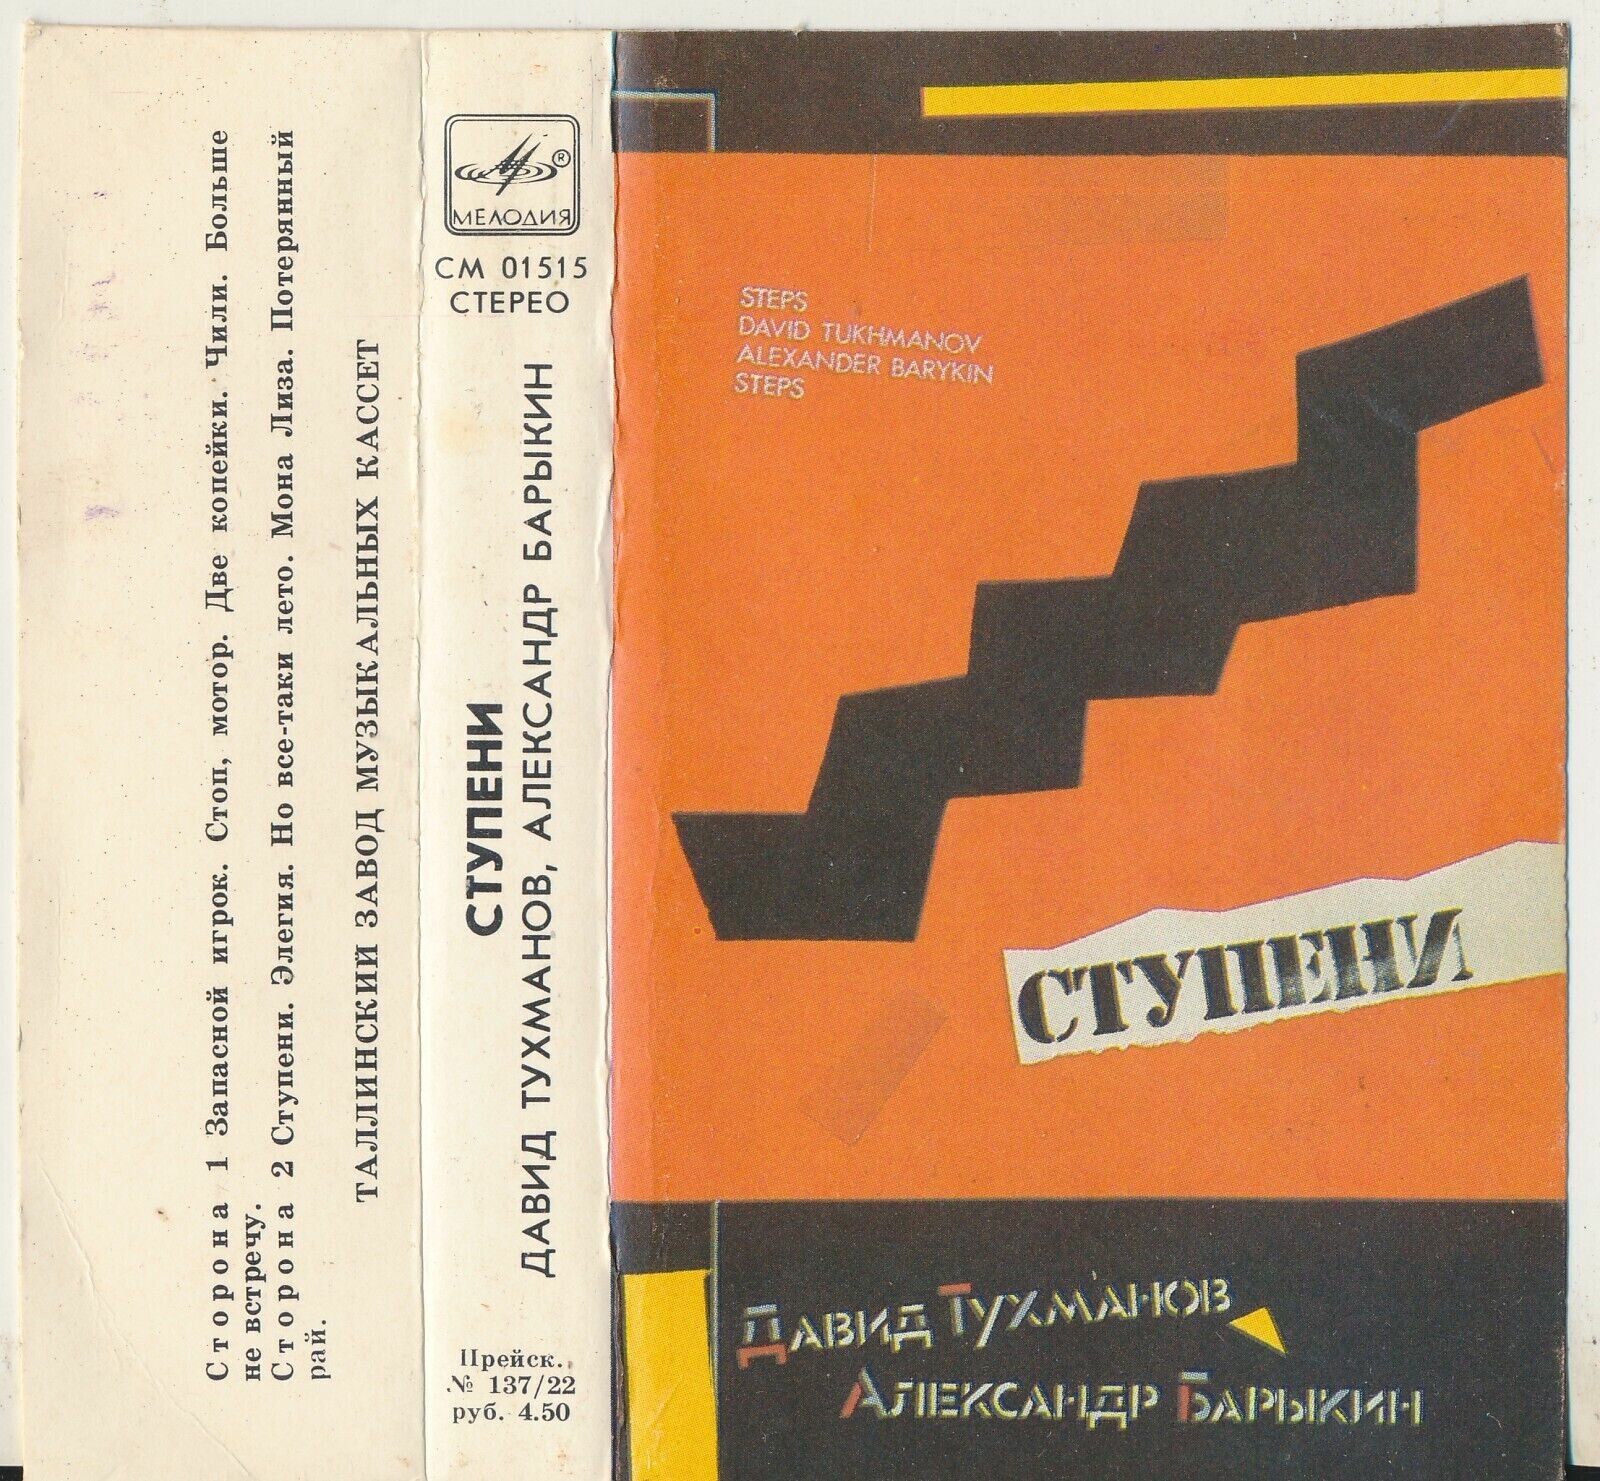 Сторона 1 Запасной игрок. Стоп, мотор. Две копейки. Чили. Больше
не встречу.
Сторона 2 Ступени. Элегия. Но все-таки лето. Мона Лиза. Потерянный
рай.
ТАЛЛИНСКИЙ ЗАВОД МУЗЫКАЛЬНЫХ КАССЕТ
®
МЕЛОДИЯ
СМ 01515
СТЕРЕО
СТУПЕНИ
ДАВИД ТУХМАНОВ, АЛЕКСАНДР БАРЫКИН
Прейск.
№ 137/22
руб. 4.50
STEPS
DAVID TUKHMANOV
ALEXANDER BARYKIN
STEPS
СТУПЕНИ
ДАВИД ТУХМАНОВ
АЛЕКСАНДР БАРЫКИН